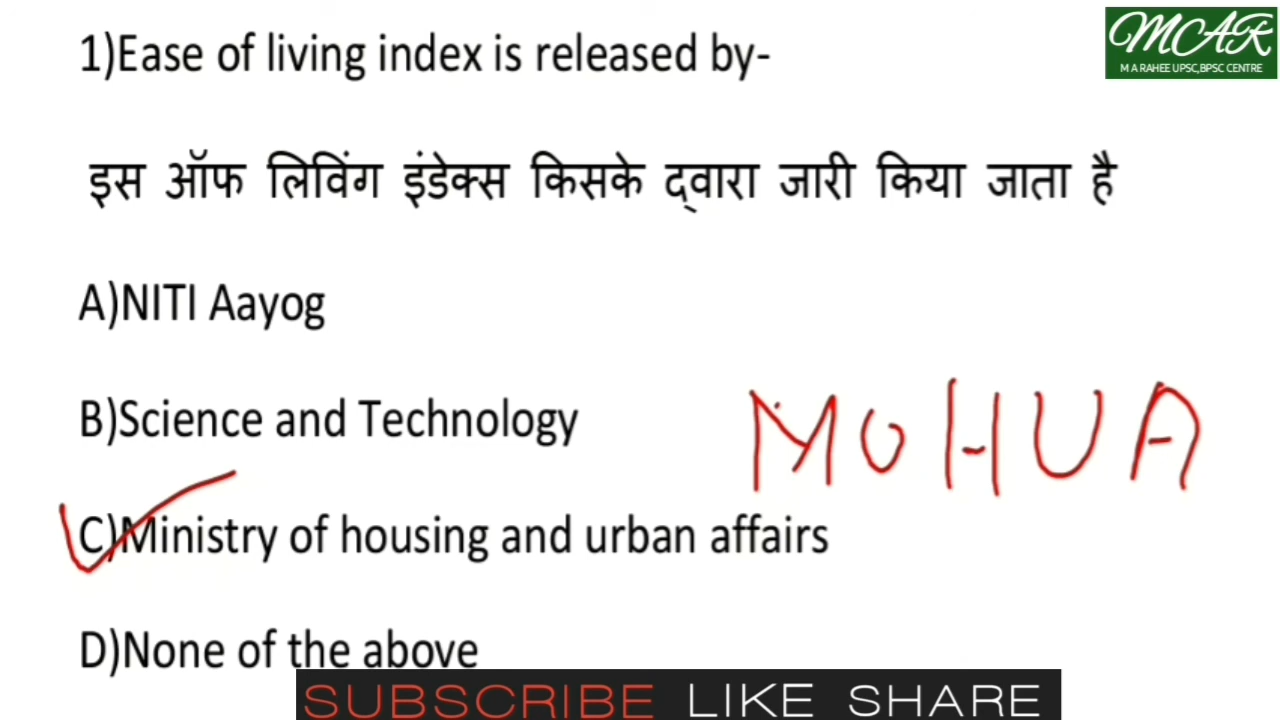 1)Ease of living index is released by-
MCAR
M A RAHEE UPSC,BPSC CENTRE
इस ऑफ लिविंग इंडेक्स किसके द्‌वारा जारी किया जाता है
A)NITI Aayog
B)Science and Technology
MOHUA
C)Ministry of housing and urban affairs
D)None of the above
SUBSCRIBE LIKE SHARE